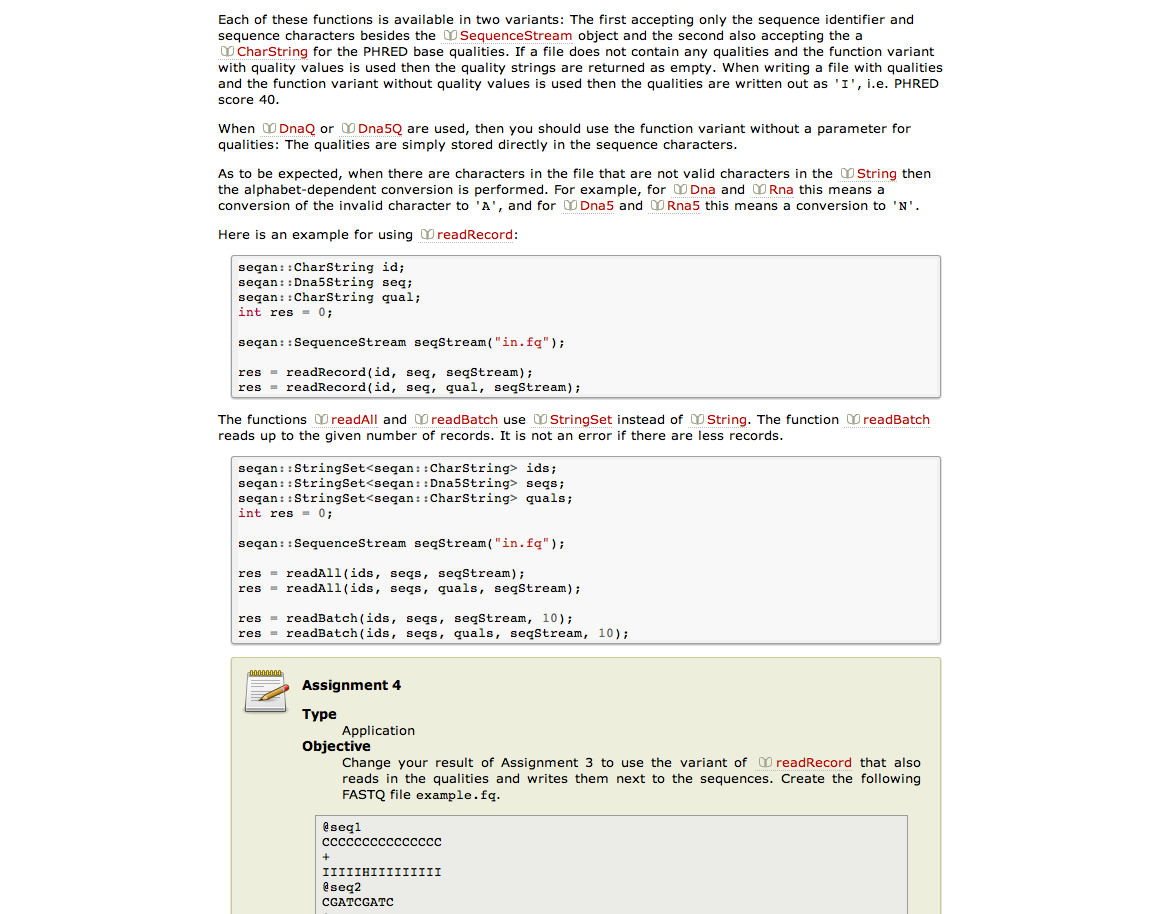 Each of these functions is available in two variants: The first accepting only the sequence identifier and
sequence characters besides the SequenceStream object and the second also accepting the a
CharString for the PHRED base qualities. If a file does not contain any qualities and the function variant
with quality values is used then the quality strings are returned as empty. When writing a file with qualities
and the function variant without quality values is used then the qualities are written out as 'I', i.e. PHRED
score 40.
When DnaQ or Dna5Q are used, then you should use the function variant without a parameter for
qualities: The qualities are simply stored directly in the sequence characters.
As to be expected, when there are characters in the file that are not valid characters in the String then
the alphabet-dependent conversion is performed. For example, for Dna and Rna this means a
conversion of the invalid character to 'A', and for Dna5 and Rna5 this means a conversion to 'N'.
Here is an example for using readRecord:
seqan::CharString id;
seqan::Dna5String seq;
seqan::CharString qual;
int res = 0;
seqan::SequenceStream seqStream("in.fq");
res = readRecord(id, seq, seqStream);
res = readRecord(id, seq, qual, seqStream);
The functions readAll and readBatch use StringSet instead of String. The function readBatch
reads up to the given number of records. It is not an error if there are less records.
seqan::StringSet<seqan::CharString> ids;
seqan::StringSet<seqan::Dna5String> seqs;
seqan::StringSet<seqan::CharString> quals;
int res = 0;
seqan::SequenceStream seqStream("in.fq");
res = readAll(ids, seqs, seqStream);
res = readAll(ids, seqs, quals, seqStream);
res = readBatch(ids, seqs, seqStream, 10);
res = readBatch(ids, seqs, quals, seqStream, 10);
Assignment 4
Type
Application
Objective
Change your result of Assignment 3 to use the variant of readRecord that also
reads in the qualities and writes them next to the sequences. Create the following
FASTQ file example.fq.
@seq1
CCCCCCCCCCCCCCC
+
IIIIIHIIIIIIIII
@seq2
CGATCGATC